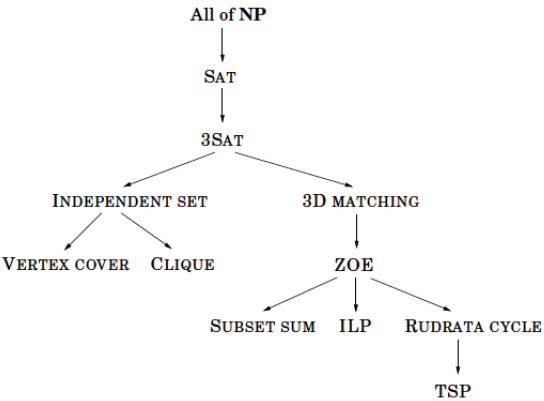 All of NP
SAT
3SAT
INDEPENDENT SET 3D MATCHING
VERTEX COVER CLIQUE ZOE
SUBSET SUM ILP RUDRATA CYCLE
TSP